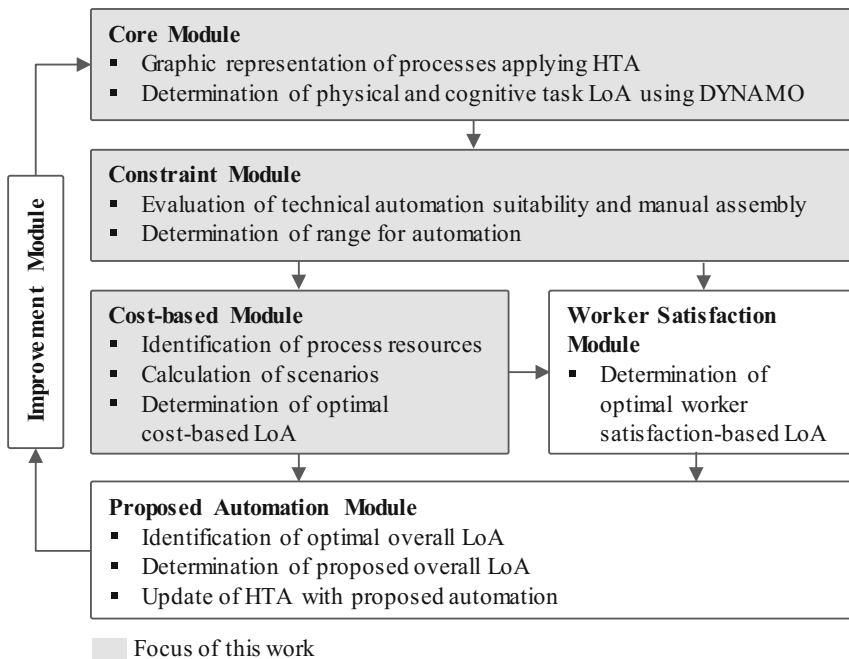 Core Module
▪ Graphic representation of processes applying HTA
▪ Determination of physical and cognitive task LoA using DYNAMO
Improvement Module
Constraint Module
▪ Evaluation of technical automation suitability and manual assembly
▪ Determination of range for automation
Cost-based Module
▪ Identification of process resources
▪ Calculation of scenarios
▪ Determination of optimal
cost-based LoA
Worker Satisfaction
Module
▪ Determination of
optimal worker
satisfaction-based LoA
Proposed Automation Module
▪ Identification of optimal overall LoA
▪ Determination of proposed overall LoA
▪ Update of HTA with proposed automation
Focus of this work